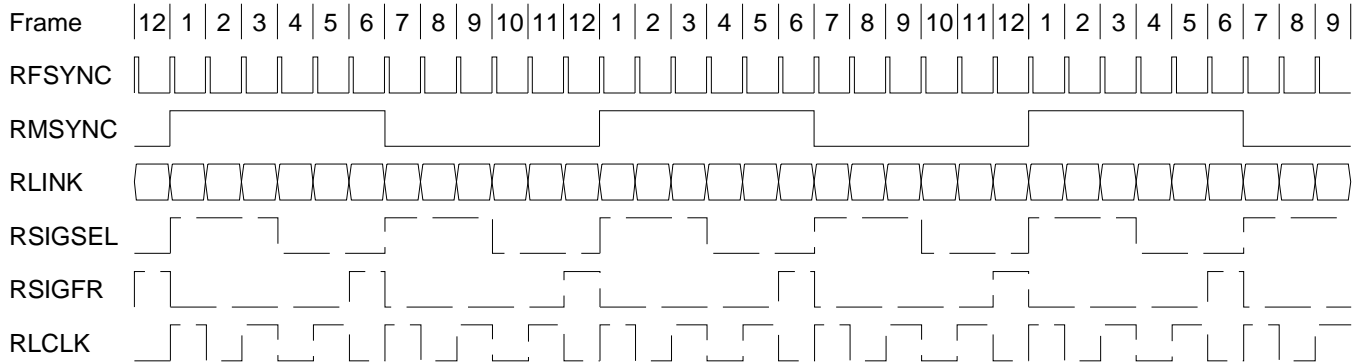 Frame 12 1 2 3 4 5 6 7 8 9 10 11 12 1 2 3 4 5 6 7 8 9 10 11 12 1 2 3 4 5 6 7 8 9
RFSYNC
RMSYNC
RLINK
RSIGSEL
RSIGFR
RLCLK